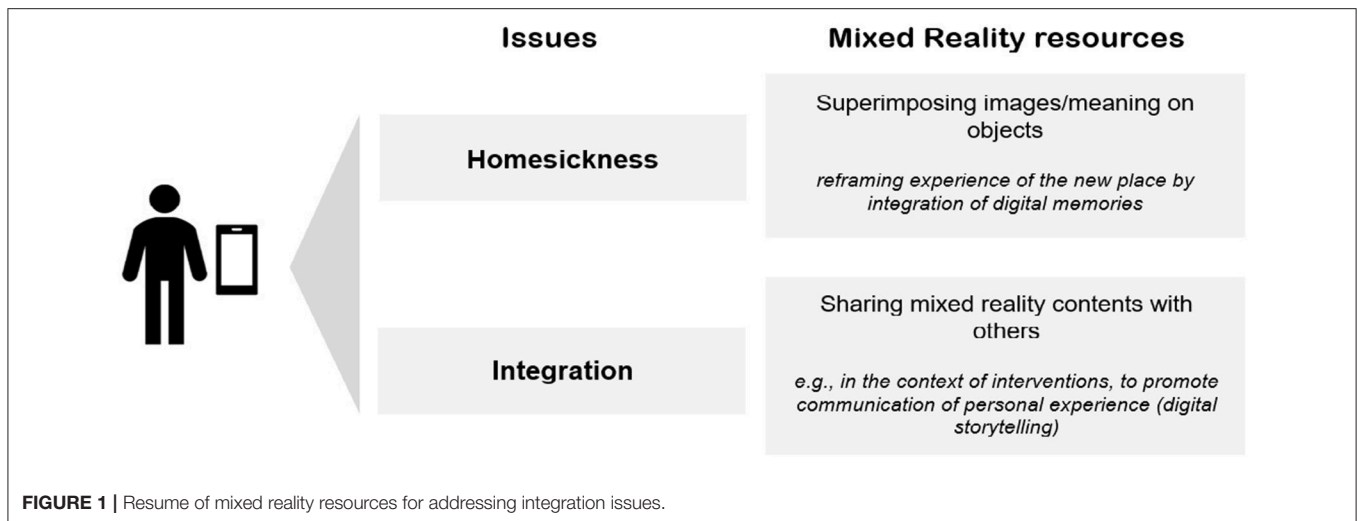 Issues
Mixed Reality resources
Homesickness
Superimposing images/meaning on
objects
reframing experience of the new place by
integration of digital memories
Integration
Sharing mixed reality contents with
others
e.g., in the context of interventions, to promote
communication of personal experience (digital
storytelling)
FIGURE 1 | Resume of mixed reality resources for addressing integration issues.